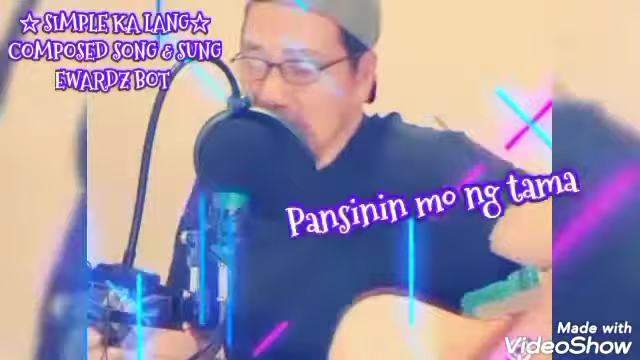 ☆ SIMPLE KA LANG☆
COMPOSED SONG & SUNG
EWARDZ BOT
Pansinin mo ng tama
Made with
VideoShow